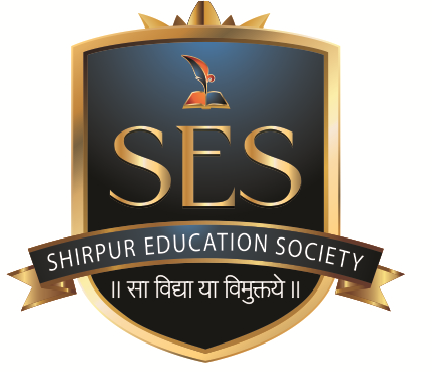 SES
SHIRPUR EDUCATION SOCIETY
॥ सा विद्या या विमुक्तये ॥